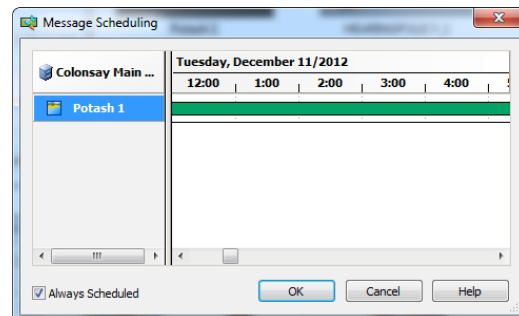 Message Scheduling
Colonsay Main ...
Tuesday, December 11/2012
12:00 1:00 2:00 3:00 4:00
Potash 1
Always Scheduled
OK
Cancel
Help